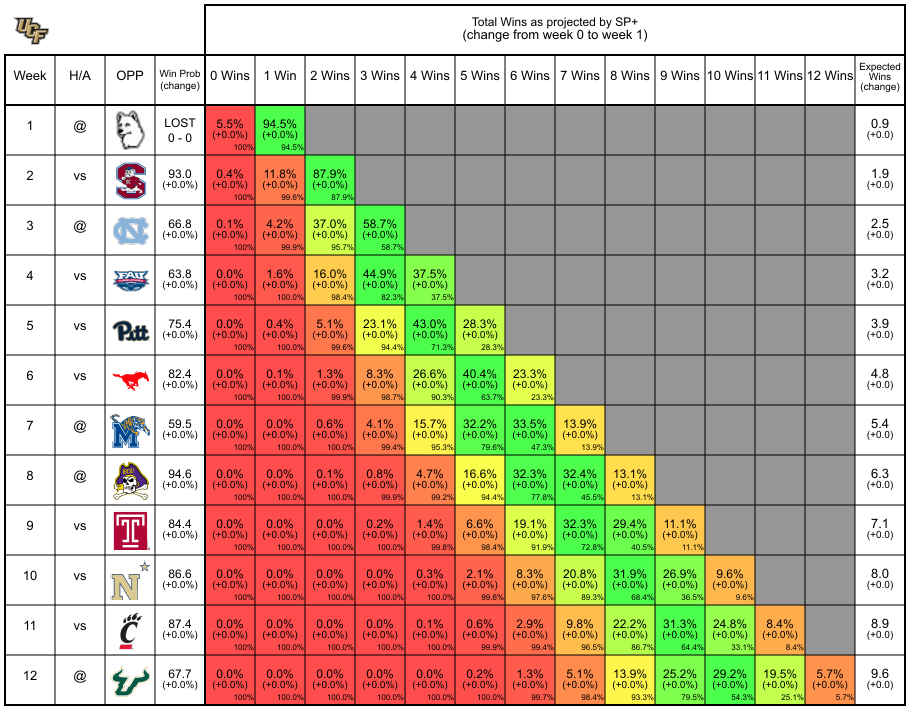 UCF
Total Wins as projected by SP+
(change from week 0 to week 1)
Week H/A OPP Win Prob (change) 0 Wins 1 Win 2 Wins 3 Wins 4 Wins 5 Wins 6 Wins 7 Wins 8 Wins 9 Wins 10 Wins 11 Wins 12 Wins Expected Wins (change)
1 @ LOST 5.5% 94.5% 0.9
0 - 0 (+0.0%) (+0.0%) (+0.0)
100% 94.5%
2 vs S 93.0 0.4% 11.8% 87.9% 1.9
(+0.0%) (+0.0%) (+0.0%) (+0.0%) (+0.0)
100% 99.6% 87.9%
3 @ NC 66.8 0.1% 4.2% 37.0% 58.7% 2.5
(+0.0%) (+0.0%) (+0.0%) (+0.0%) (+0.0%) (+0.0)
100% 99.9% 95.7% 58.7%
4 vs FAU 63.8 0.0% 1.6% 16.0% 44.9% 37.5% 3.2
(+0.0%) (+0.0%) (+0.0%) (+0.0%) (+0.0%) (+0.0%) (+0.0)
100% 100.0% 98.4% 82.3% 37.5%
5 vs Pitt 75.4 0.0% 0.4% 5.1% 23.1% 43.0% 28.3% 3.9
(+0.0%) (+0.0%) (+0.0%) (+0.0%) (+0.0%) (+0.0%) (+0.0%) (+0.0)
100% 100.0% 99.6% 94.4% 71.3% 28.3%
6 vs 82.4 0.0% 0.1% 1.3% 8.3% 26.6% 40.4% 23.3% 4.8
(+0.0%) (+0.0%) (+0.0%) (+0.0%) (+0.0%) (+0.0%) (+0.0%) (+0.0%) (+0.0)
100% 100.0% 99.9% 98.7% 90.3% 63.7% 23.3%
7 @ M 59.5 0.0% 0.0% 0.6% 4.1% 15.7% 32.2% 33.5% 13.9% 5.4
(+0.0%) (+0.0%) (+0.0%) (+0.0%) (+0.0%) (+0.0%) (+0.0%) (+0.0%) (+0.0%) (+0.0)
100% 100.0% 100.0% 99.4% 95.3% 79.6% 47.3% 13.9%
8 @ ECU 94.6 0.0% 0.0% 0.1% 0.8% 4.7% 16.6% 32.3% 32.4% 13.1% 6.3
(+0.0%) (+0.0%) (+0.0%) (+0.0%) (+0.0%) (+0.0%) (+0.0%) (+0.0%) (+0.0%) (+0.0%) (+0.0)
100% 100.0% 100.0% 99.9% 99.2% 94.4% 77.8% 45.5% 13.1%
9 vs T 84.4 0.0% 0.0% 0.0% 0.2% 1.4% 6.6% 19.1% 32.3% 29.4% 11.1% 7.1
(+0.0%) (+0.0%) (+0.0%) (+0.0%) (+0.0%) (+0.0%) (+0.0%) (+0.0%) (+0.0%) (+0.0%) (+0.0%) (+0.0)
100% 100.0% 100.0% 100.0% 99.8% 98.4% 91.9% 72.8% 40.5% 11.1%
10 vs N 86.6 0.0% 0.0% 0.0% 0.0% 0.3% 2.1% 8.3% 20.8% 31.9% 26.9% 9.6% 8.0
(+0.0%) (+0.0%) (+0.0%) (+0.0%) (+0.0%) (+0.0%) (+0.0%) (+0.0%) (+0.0%) (+0.0%) (+0.0%) (+0.0%) (+0.0)
100% 100.0% 100.0% 100.0% 100.0% 99.6% 97.6% 89.3% 68.4% 36.5% 9.6%
11 vs C 87.4 0.0% 0.0% 0.0% 0.0% 0.1% 0.6% 2.9% 9.8% 22.2% 31.3% 24.8% 8.4% 8.9
(+0.0%) (+0.0%) (+0.0%) (+0.0%) (+0.0%) (+0.0%) (+0.0%) (+0.0%) (+0.0%) (+0.0%) (+0.0%) (+0.0%) (+0.0%) (+0.0)
100% 100.0% 100.0% 100.0% 100.0% 99.9% 99.4% 96.5% 86.7% 64.4% 33.1% 8.4%
12 @ 67.7 0.0% 0.0% 0.0% 0.0% 0.0% 0.2% 1.3% 5.1% 13.9% 25.2% 29.2% 19.5% 5.7% 9.6
(+0.0%) (+0.0%) (+0.0%) (+0.0%) (+0.0%) (+0.0%) (+0.0%) (+0.0%) (+0.0%) (+0.0%) (+0.0%) (+0.0%) (+0.0%) (+0.0%) (+0.0)
100% 100.0% 100.0% 100.0% 100.0% 100.0% 99.7% 98.4% 93.3% 79.5% 54.3% 25.1% 5.7%